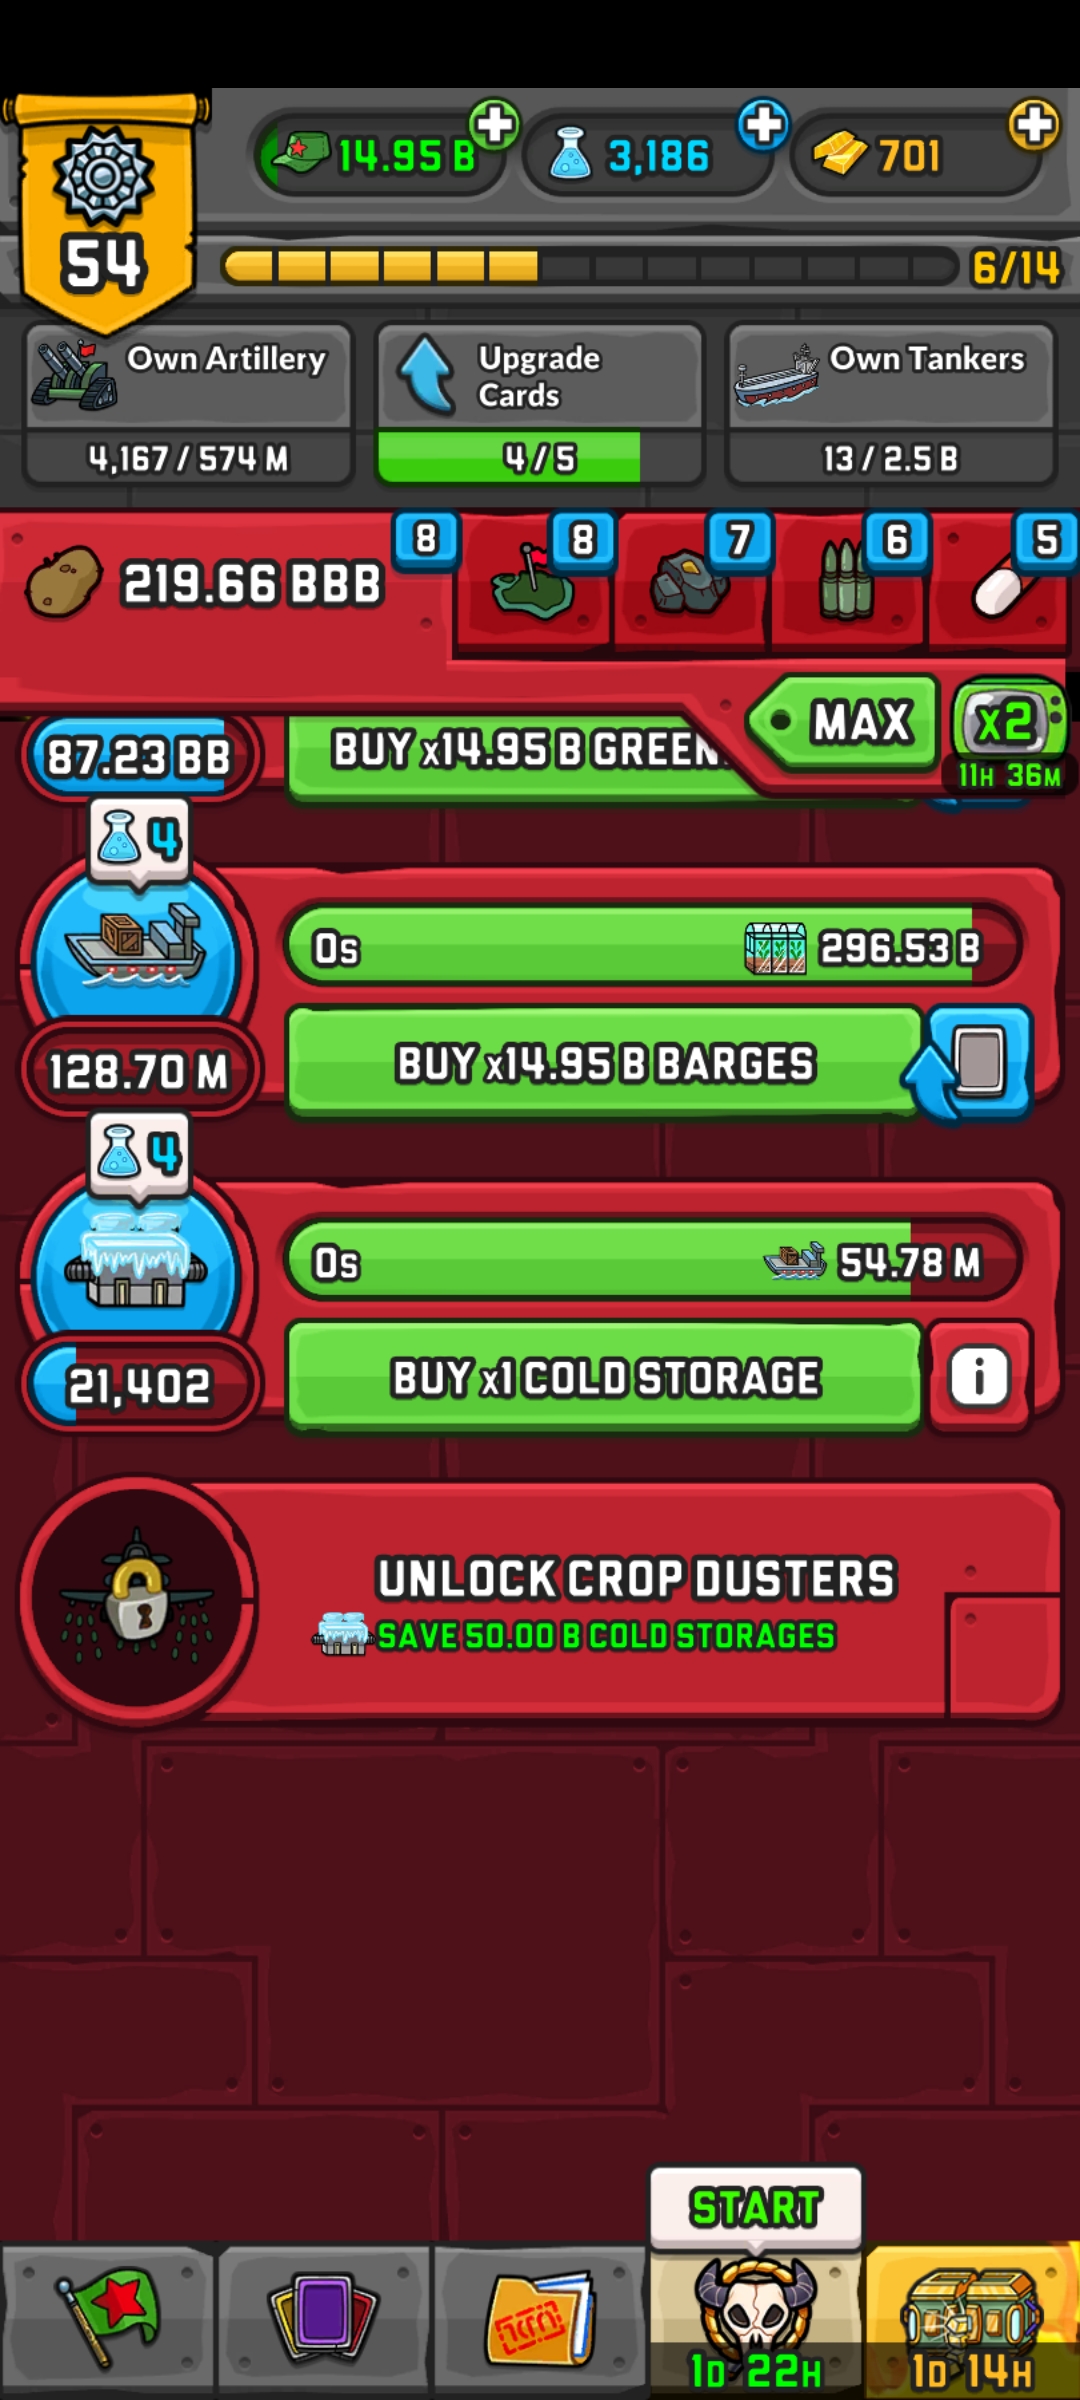 14.95 B
3,186
701
54
6/14
Own Artillery
4,167 / 574 M
Upgrade
Cards
4 / 5
Own Tankers
13 / 2.5 B
219.66 BBB
8
8
7
6
5
MAX
x2
11H 36M
87.23 BB
BUY x14.95 B GREEN
4
0s
296.53 B
128.70 M
BUY x14.95 B BARGES
4
0s
54.78 M
21,402
BUY x1 COLD STORAGE
i
UNLOCK CROP DUSTERS
SAVE 50.00 B COLD STORAGES
START
1D 22H
1D 14H